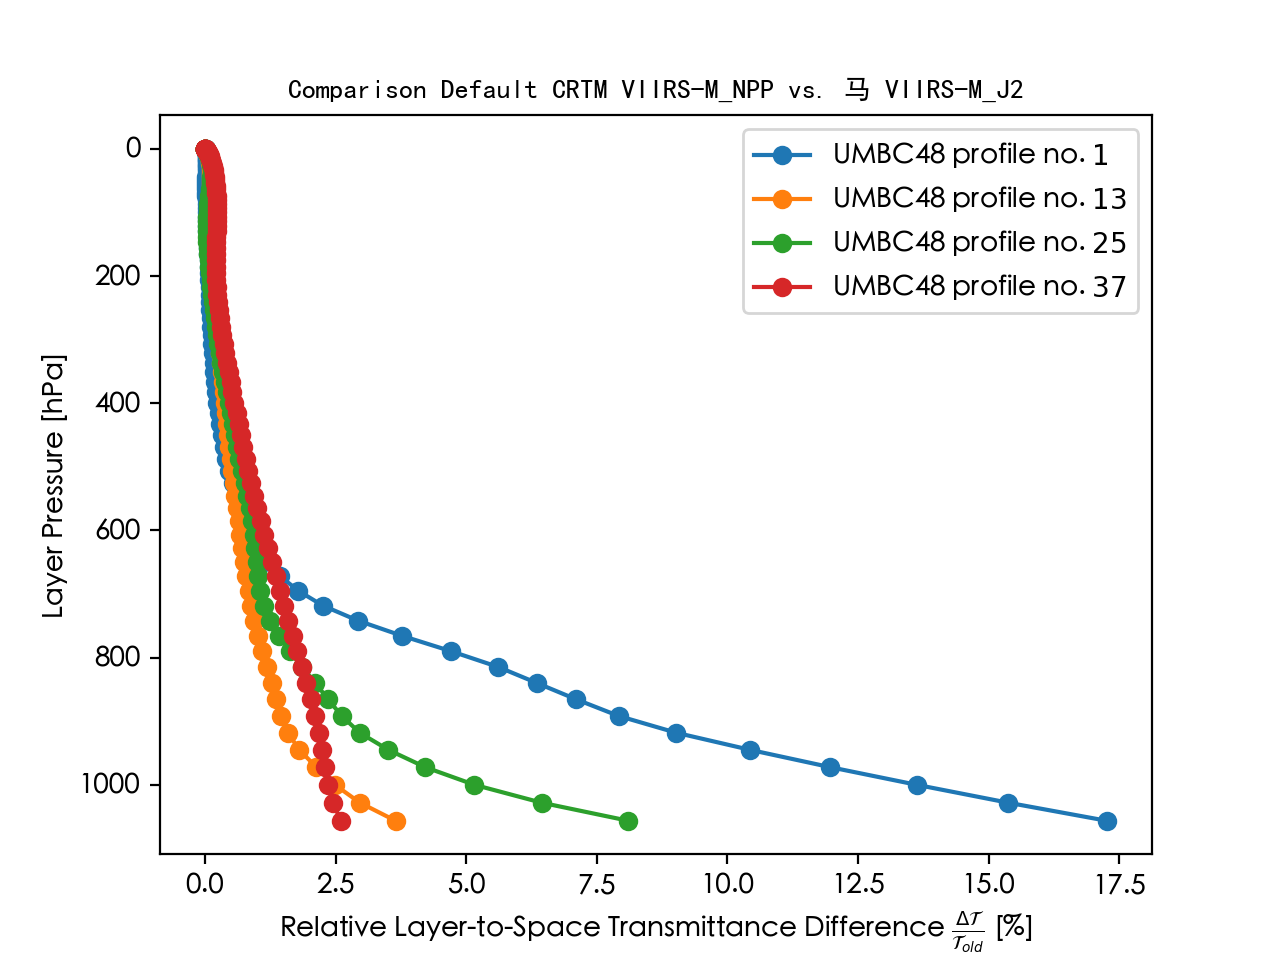 Comparison Default CRTM VIIRS-M_NPP vs. 马 VIIRS-M_J2
UMBC48 profile no. 1
UMBC48 profile no. 13
UMBC48 profile no. 25
UMBC48 profile no. 37
Layer Pressure [hPa]
0
200
400
600
800
1000
0.0 2.5 5.0 7.5 10.0 12.5 15.0 17.5
Relative Layer-to-Space Transmittance Difference Δ𝒯/𝒯old [%]